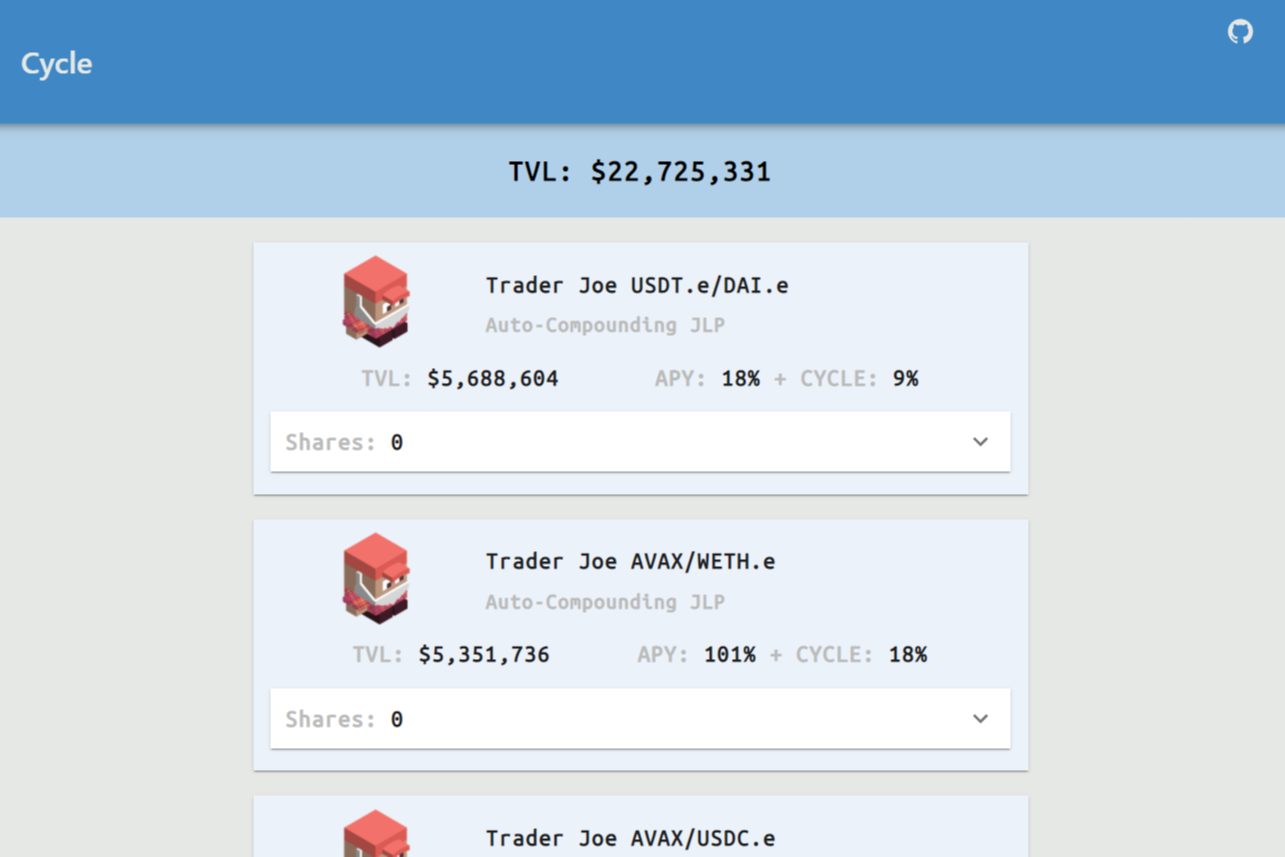 Cycle
TVL: $22,725,331
Trader Joe USDT.e/DAI.e
Auto-Compounding JLP
TVL: $5,688,604 APY: 18% + CYCLE: 9%
Shares: 0
Trader Joe AVAX/WETH.e
Auto-Compounding JLP
TVL: $5,351,736 APY: 101% + CYCLE: 18%
Shares: 0
Trader Joe AVAX/USDC.e